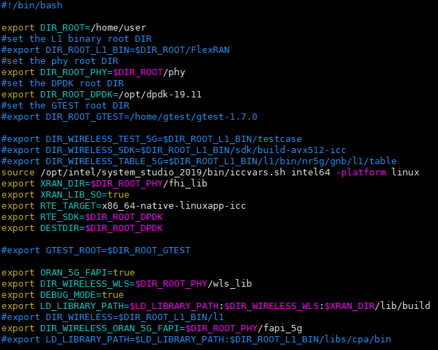 #!/bin/bash
export DIR_ROOT=/home/user
#set the L1 binary root DIR
#export DIR_ROOT_L1_BIN=$DIR_ROOT/FlexRAN
#set the phy root DIR
export DIR_ROOT_PHY=$DIR_ROOT/phy
#set the DPDK root DIR
export DIR_ROOT_DPDK=/opt/dpdk-19.11
#set the GTEST root DIR
#export DIR_ROOT_GTEST=/home/gtest/gtest-1.7.0
#export DIR_WIRELESS_TEST_5G=$DIR_ROOT_L1_BIN/testcase
#export DIR_WIRELESS_SDK=$DIR_ROOT_L1_BIN/sdk/build-avx512-icc
#export DIR_WIRELESS_TABLE_5G=$DIR_ROOT_L1_BIN/l1/bin/nr5g/gnb/l1/table
source /opt/intel/system_studio_2019/bin/iccvars.sh intel64 -platform linux
export XRAN_DIR=$DIR_ROOT_PHY/fhi_lib
export XRAN_LIB_SO=true
export RTE_TARGET=x86_64-native-linuxapp-icc
export RTE_SDK=$DIR_ROOT_DPDK
export DESTDIR=$DIR_ROOT_DPDK
#export GTEST_ROOT=$DIR_ROOT_GTEST
export ORAN_5G_FAPI=true
export DIR_WIRELESS_WLS=$DIR_ROOT_PHY/wls_lib
export DEBUG_MODE=true
export LD_LIBRARY_PATH=$LD_LIBRARY_PATH:$DIR_WIRELESS_WLS:$XRAN_DIR/lib/build
#export DIR_WIRELESS=$DIR_ROOT_L1_BIN/l1
export DIR_WIRELESS_ORAN_5G_FAPI=$DIR_ROOT_PHY/fapi_5g
#export LD_LIBRARY_PATH=$LD_LIBRARY_PATH:$DIR_ROOT_L1_BIN/libs/cpa/bin